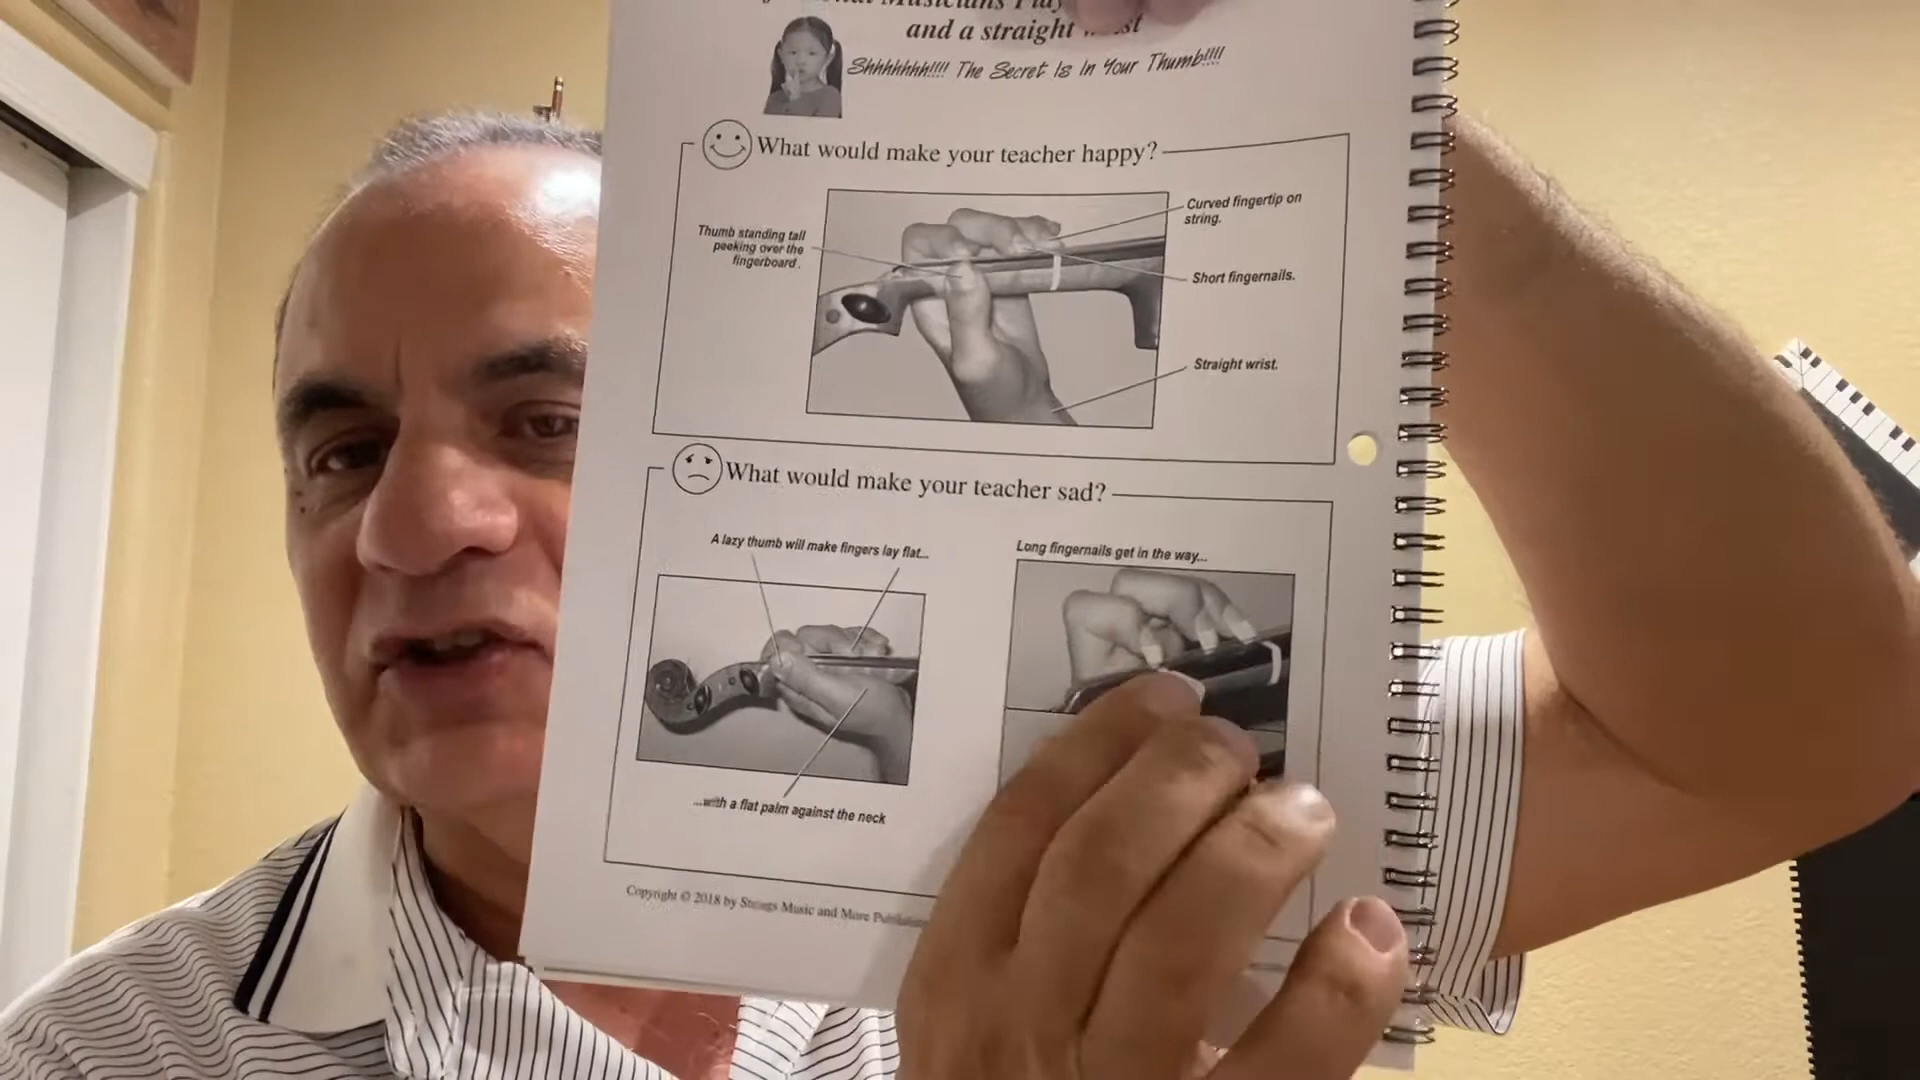 Musicians Play
and a straight
Shhhhhhh!!!! The Secret Is In Your Thumb!!!!
What would make your teacher happy?
Curved fingertip on
string.
Thumb standing tall
peeking over the
fingerboard.
Short fingernails.
Straight wrist.
What would make your teacher sad?
A lazy thumb will make fingers lay flat...
Long fingernails get in the way...
...with a flat palm against the neck
Copyright © 2018 by Strings Music and More